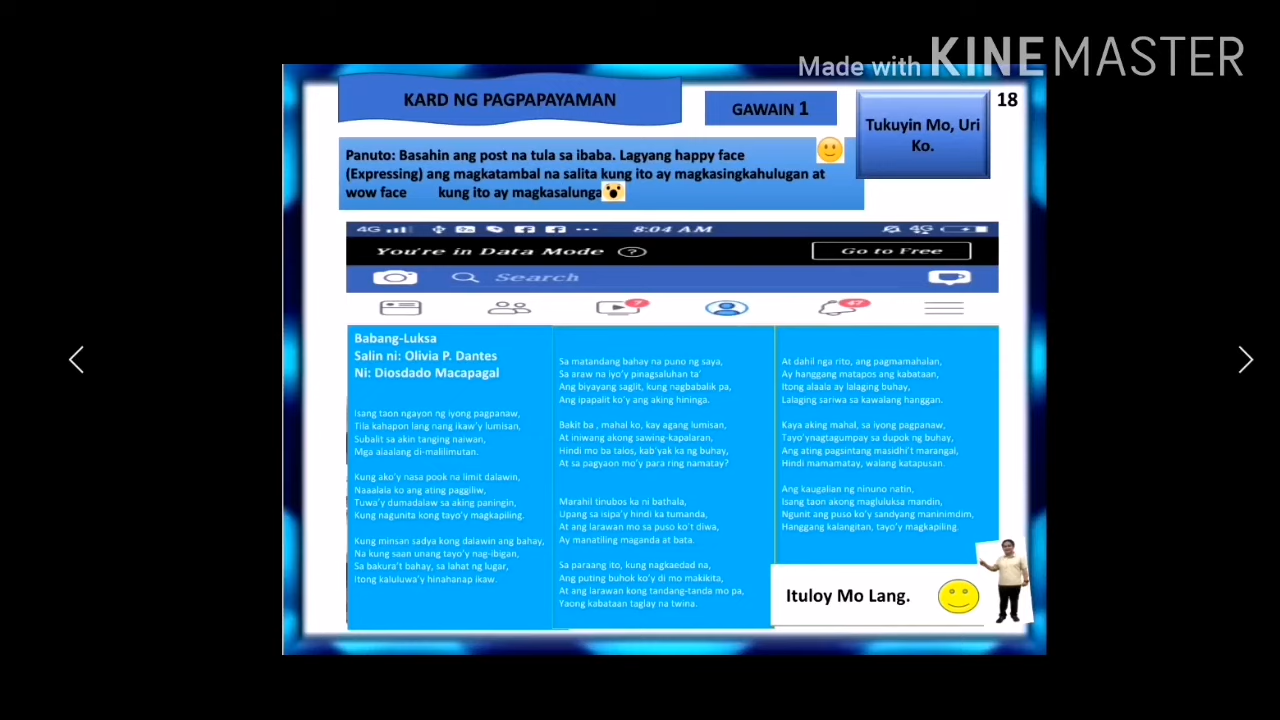 Made with KINEMASTER
KARD NG PAGPAPAYAMAN
GAWAIN 1
18
Tukuyin Mo, Uri
Ko.
Panuto: Basahin ang post na tula sa ibaba. Lagyang happy face
(Expressing) ang magkatambal na salita kung ito ay magkasingkahulugan at
wow face kung ito ay magkasalunga
4G 8:04 AM 4G
You're in Data Mode ? Go to Free
Search
7 47
Babang-Luksa
Salin ni: Olivia P. Dantes
Ni: Diosdado Macapagal
Isang taon ngayon ng iyong pagpanaw,
Tila kahapon lang nang ikaw'y lumisan,
Subalit sa akin tanging naiwan,
Mga alaalang di-malilimutan.
Kung ako'y nasa pook na limit dalawin,
Naaalala ko ang ating paggiliw,
Tuwa'y dumadalaw sa aking paningin,
Kung nagunita kong tayo'y magkapiling.
Kung minsan sadya kong dalawin ang bahay,
Na kung saan unang tayo'y nag-ibigan,
Sa bakura't bahay, sa lahat ng lugar,
Itong kaluluwa'y hinahanap ikaw.
Sa matandang bahay na puno ng saya,
Sa araw na iyo'y pinagsaluhan ta'
Ang biyayang saglit, kung nagbabalik pa,
Ang ipapalit ko'y ang aking hininga.
Bakit ba , mahal ko, kay agang lumisan,
At iniwang akong sawing-kapalaran,
Hindi mo ba talos, kab'yak ka ng buhay,
At sa pagyaon mo'y para ring namatay?
Marahil tinubos ka ni bathala,
Upang sa isipa'y hindi ka tumanda,
At ang larawan mo sa puso ko't diwa,
Ay manatiling maganda at bata.
Sa paraang ito, kung nagkaedad na,
Ang puting buhok ko'y di mo makikita,
At ang larawan kong tandang-tanda mo pa,
Yaong kabataan taglay na twina.
At dahil nga rito, ang pagmamahalan,
Ay hanggang matapos ang kabataan,
Itong alaala ay lalaging buhay,
Lalaging sariwa sa kawalang hanggan.
Kaya aking mahal, sa iyong pagpanaw,
Tayo'ynagtagumpay sa dupok ng buhay,
Ang ating pagsintang masidhi't marangal,
Hindi mamamatay, walang katapusan.
Ang kaugalian ng ninuno natin,
Isang taon akong magluluksa mandin,
Ngunit ang puso ko'y sandyang maninimdim,
Hanggang kalangitan, tayo'y magkapiling.
Ituloy Mo Lang.